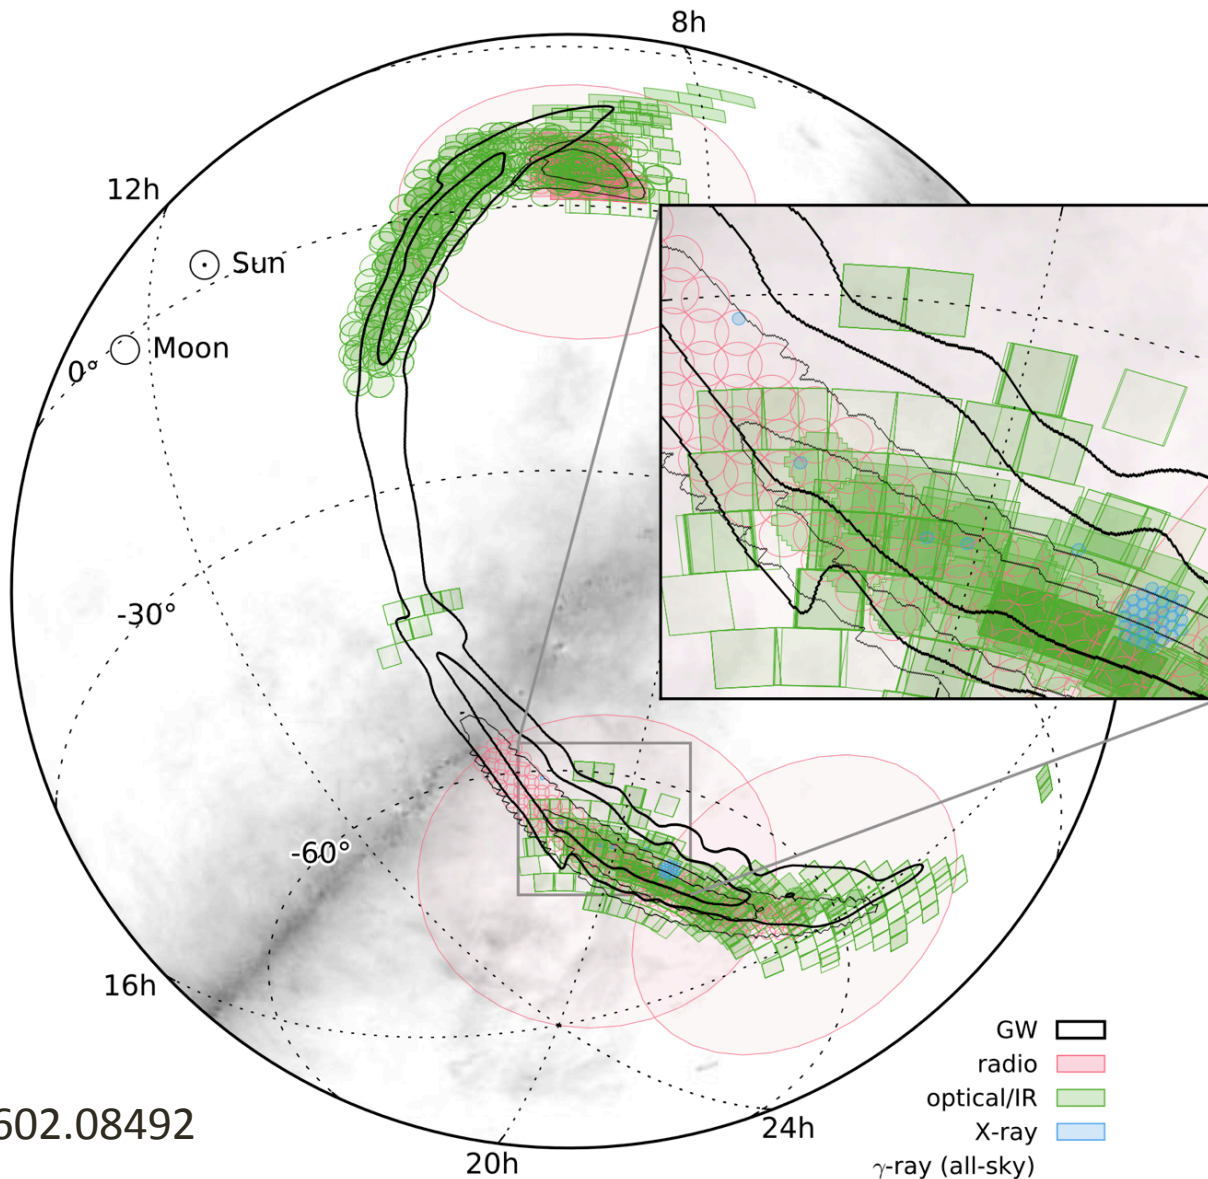 8h
12h
Sun
Moon
0°
-30°
-60°
16h
GW
radio
optical/IR
X-ray
γ-ray (all-sky)
602.08492
24h
20h